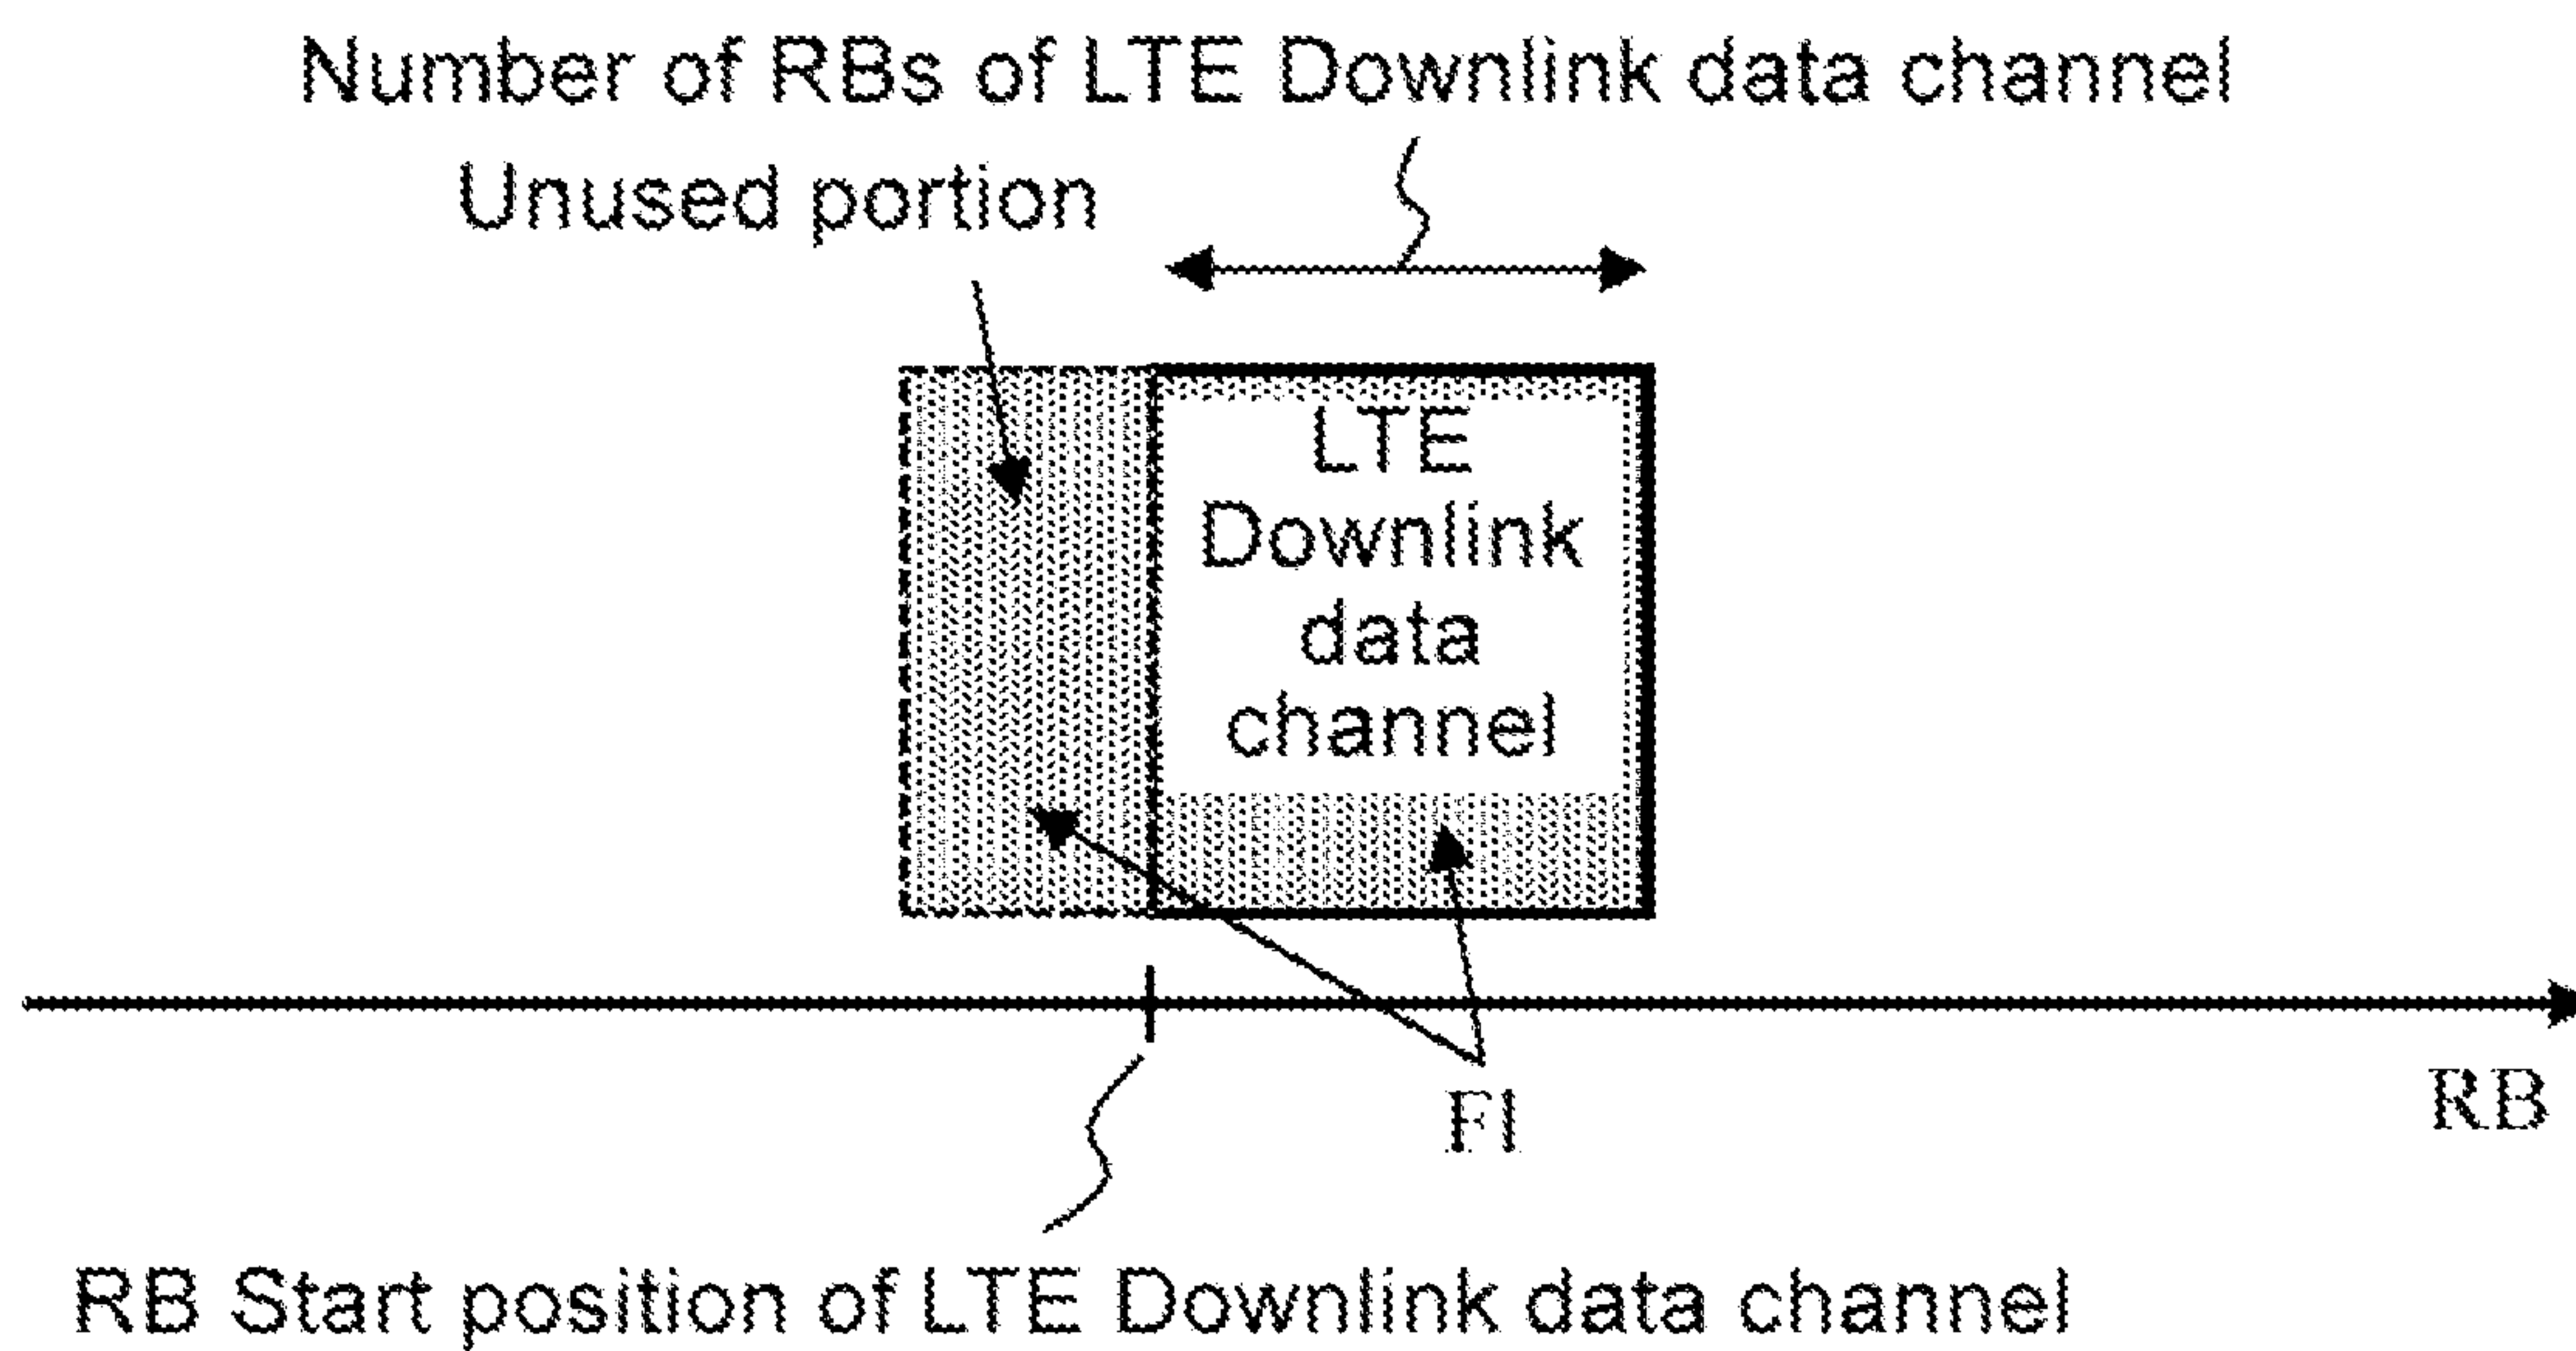 Number of RBs of LTE Downlink data channel
Unused portion
LTE
Downlink
data
channel
F1
RB
RB Start position of LTE Downlink data channel